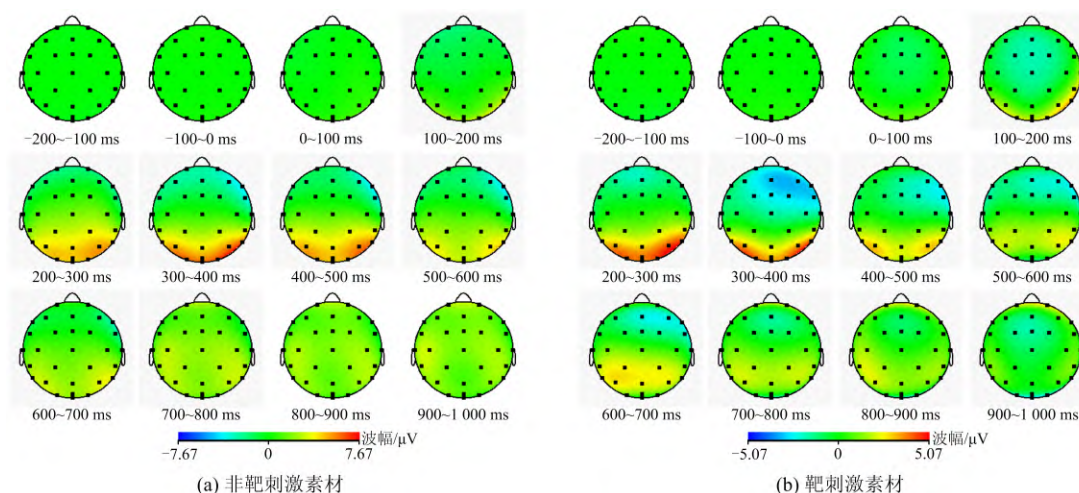 −200~−100 ms −100~0 ms 0~100 ms 100~200 ms −200~−100 ms −100~0 ms 0~100 ms 100~200 ms
200~300 ms 300~400 ms 400~500 ms 500~600 ms 200~300 ms 300~400 ms 400~500 ms 500~600 ms
600~700 ms 700~800 ms 800~900 ms 900~1 000 ms 600~700 ms 700~800 ms 800~900 ms 900~1 000 ms
波幅/μV 波幅/μV
−7.67 0 7.67 −5.07 0 5.07
(a) 非靶刺激素材 (b) 靶刺激素材